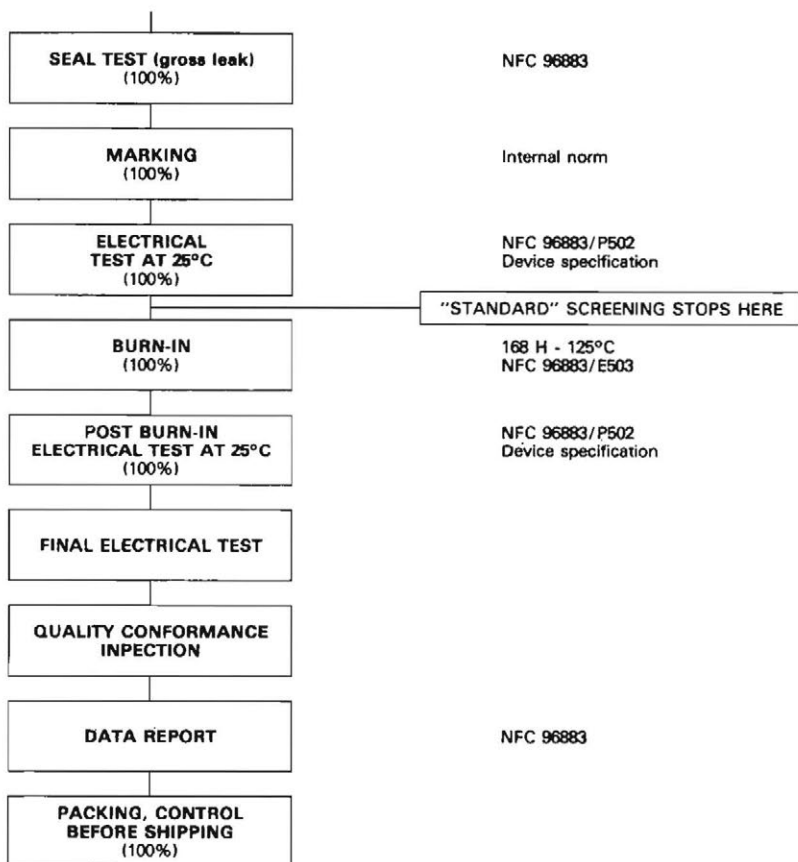 SEAL TEST (gross leak)
(100%)
NFC 96883
MARKING
(100%)
Internal norm
ELECTRICAL
TEST AT 25°C
(100%)
NFC 96883/P502
Device specification
"STANDARD" SCREENING STOPS HERE
BURN-IN
(100%)
168 H - 125°C
NFC 96883/E503
POST BURN-IN
ELECTRICAL TEST AT 25°C
(100%)
NFC 96883/P502
Device specification
FINAL ELECTRICAL TEST
QUALITY CONFORMANCE
INPECTION
DATA REPORT
NFC 96883
PACKING, CONTROL
BEFORE SHIPPING
(100%)